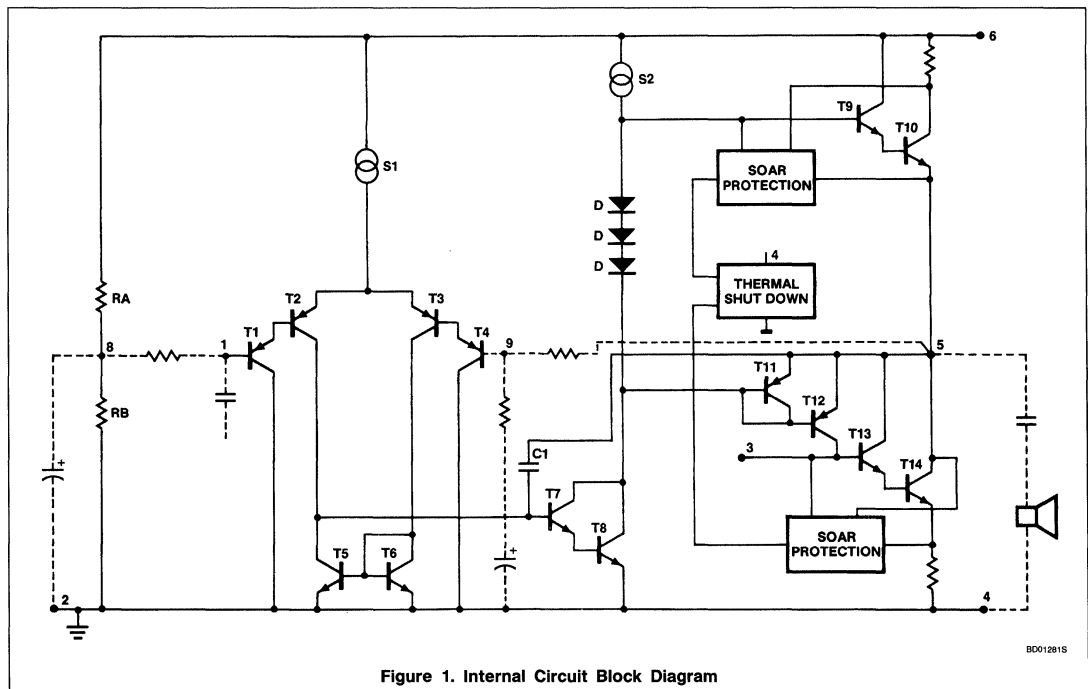 6
S2
T9
T10
S1
SOAR
PROTECTION
D
D
D
4
THERMAL
SHUT DOWN
RA
T2
T3
8
1
T1
T4
9
5
T11
RB
T12
+
3
T13
C1
T14
T7
T8
+
SOAR
PROTECTION
T5
T6
2
4
BD01281S
Figure 1. Internal Circuit Block Diagram